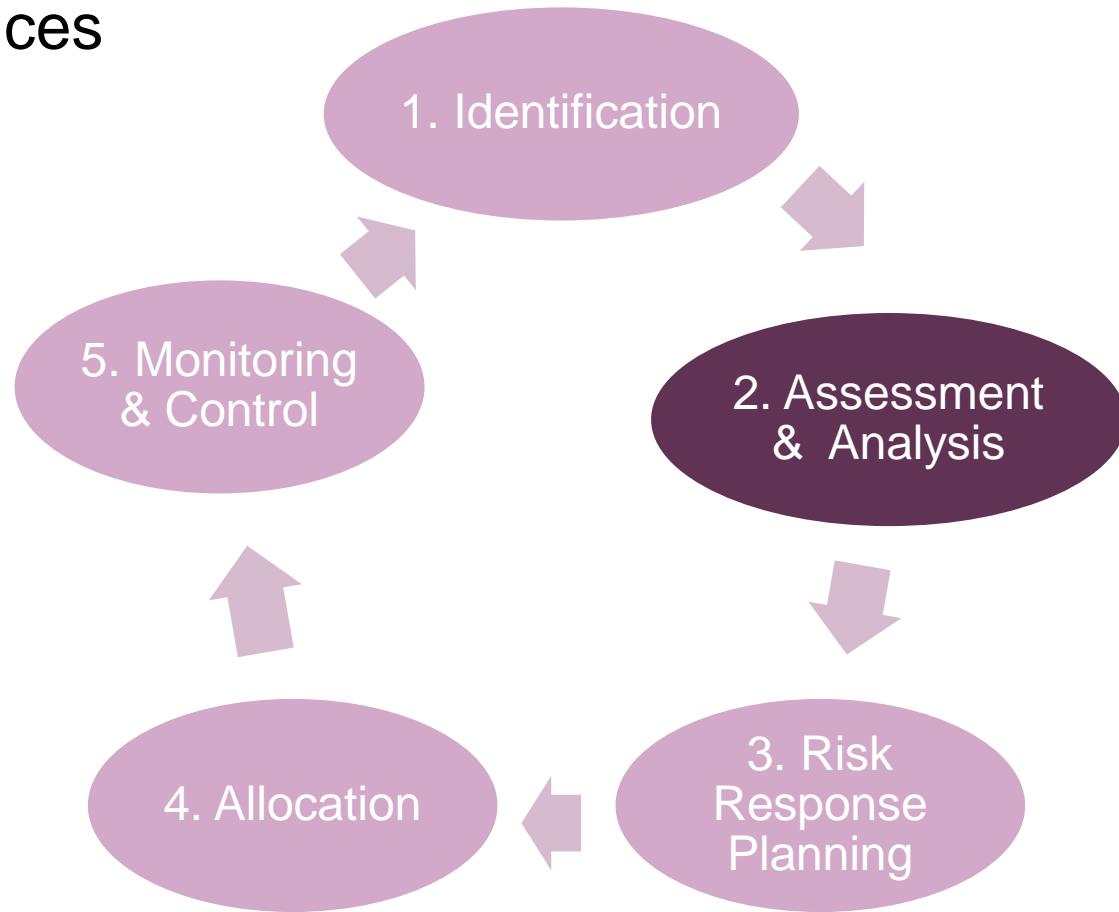 ces
1. Identification
5. Monitoring
& Control
2. Assessment
& Analysis
4. Allocation
3. Risk
Response
Planning